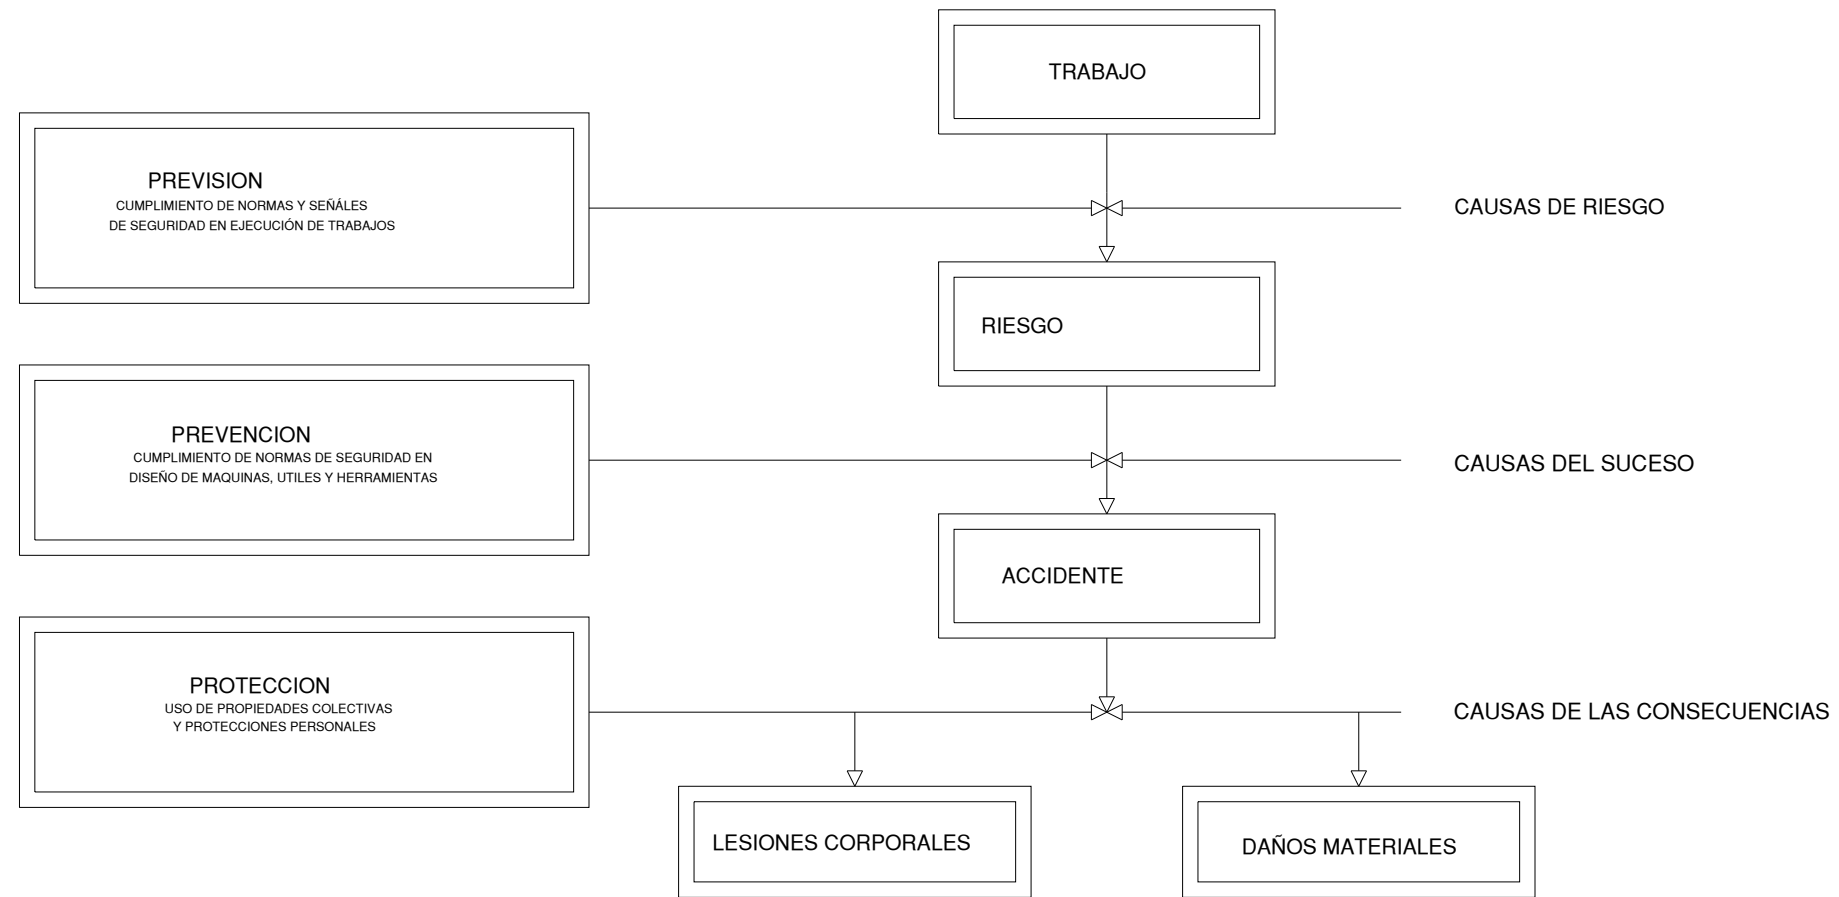 TRABAJO
PREVISION
CUMPLIMIENTO DE NORMAS Y SEÑÁLES
DE SEGURIDAD EN EJECUCIÓN DE TRABAJOS
CAUSAS DE RIESGO
RIESGO
PREVENCION
CUMPLIMIENTO DE NORMAS DE SEGURIDAD EN
DISEÑO DE MAQUINAS, UTILES Y HERRAMIENTAS
CAUSAS DEL SUCESO
ACCIDENTE
PROTECCION
USO DE PROPIEDADES COLECTIVAS
Y PROTECCIONES PERSONALES
CAUSAS DE LAS CONSECUENCIAS
LESIONES CORPORALES
DAÑOS MATERIALES